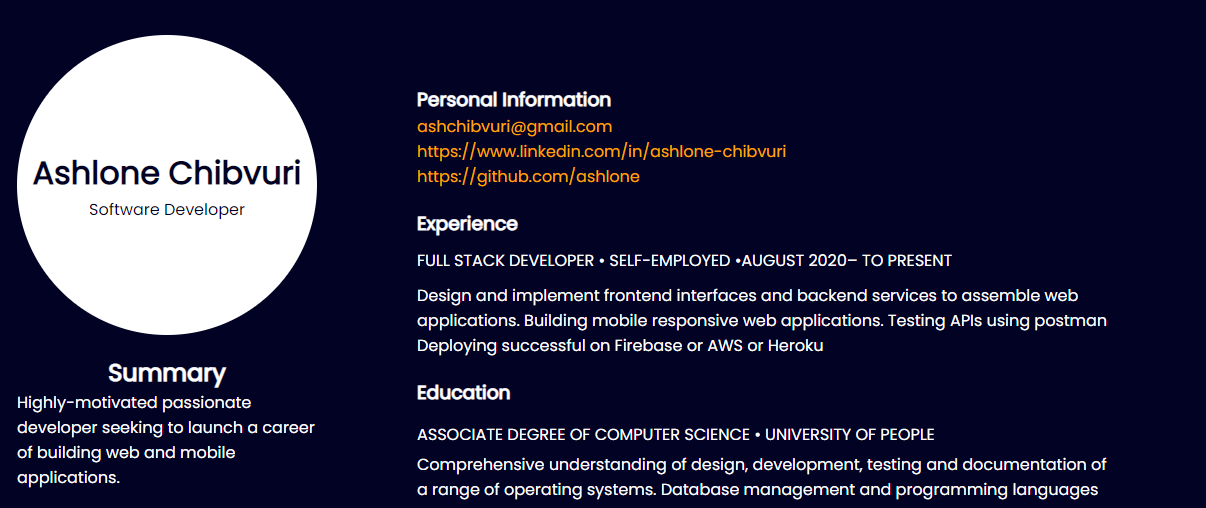 Ashlone Chibvuri
Software Developer
Summary
Highly-motivated passionate
developer seeking to launch a career
of building web and mobile
applications.
Personal Information
ashchibvuri@gmail.com
https://www.linkedin.com/in/ashlone-chibvuri
https://github.com/ashlone
Experience
FULL STACK DEVELOPER • SELF-EMPLOYED •AUGUST 2020– TO PRESENT
Design and implement frontend interfaces and backend services to assemble web
applications. Building mobile responsive web applications. Testing APIs using postman
Deploying successful on Firebase or AWS or Heroku
Education
ASSOCIATE DEGREE OF COMPUTER SCIENCE • UNIVERSITY OF PEOPLE
Comprehensive understanding of design, development, testing and documentation of
a range of operating systems. Database management and programming languages